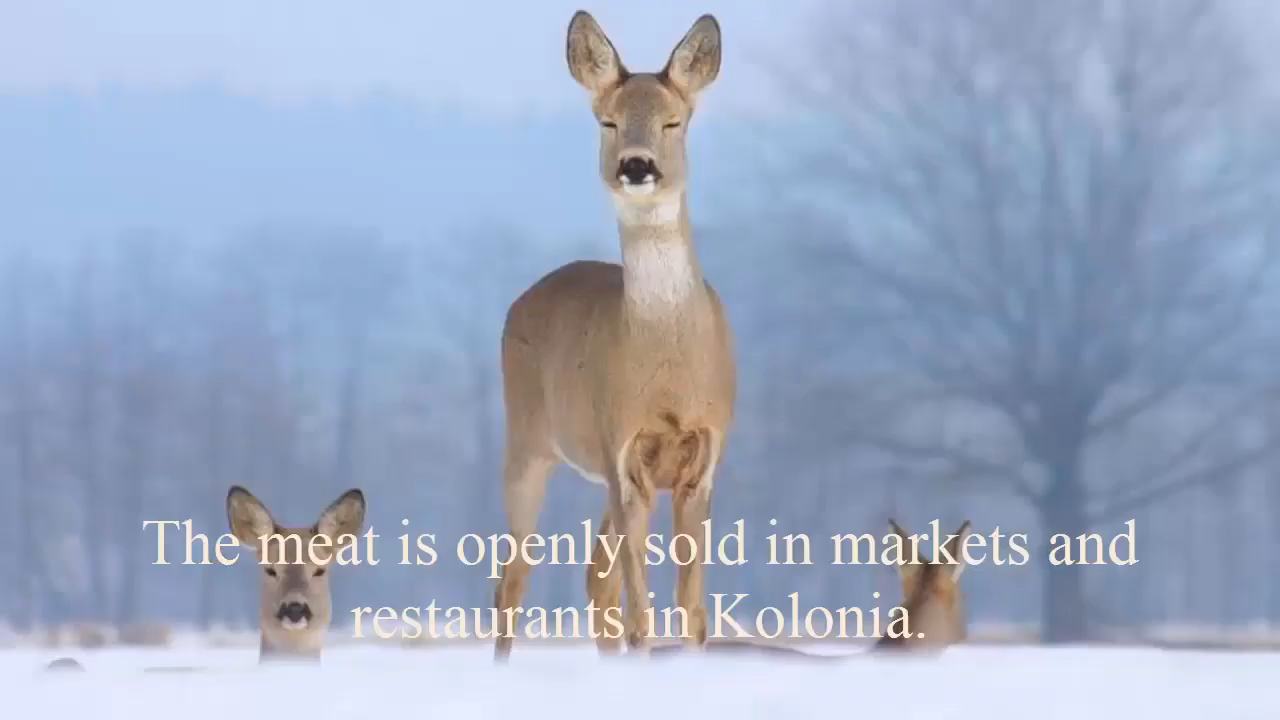 The meat is openly sold in markets and
restaurants in Kolonia.